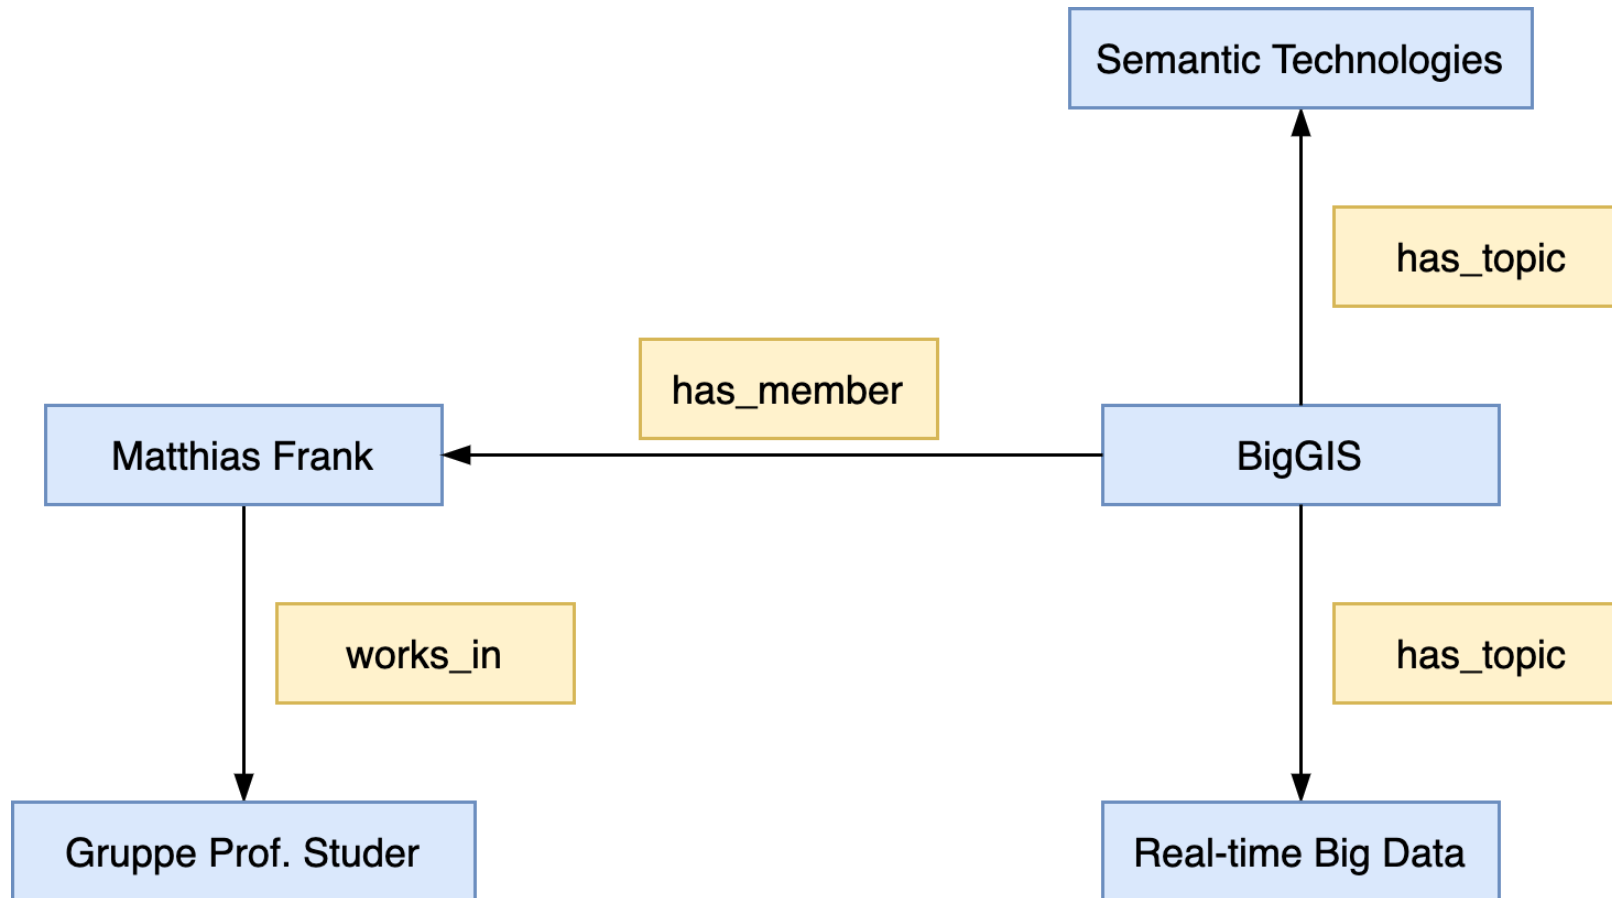 Semantic Technologies
has_topic
has_member
Matthias Frank
BigGIS
works_in
has_topic
Gruppe Prof. Studer
Real-time Big Data